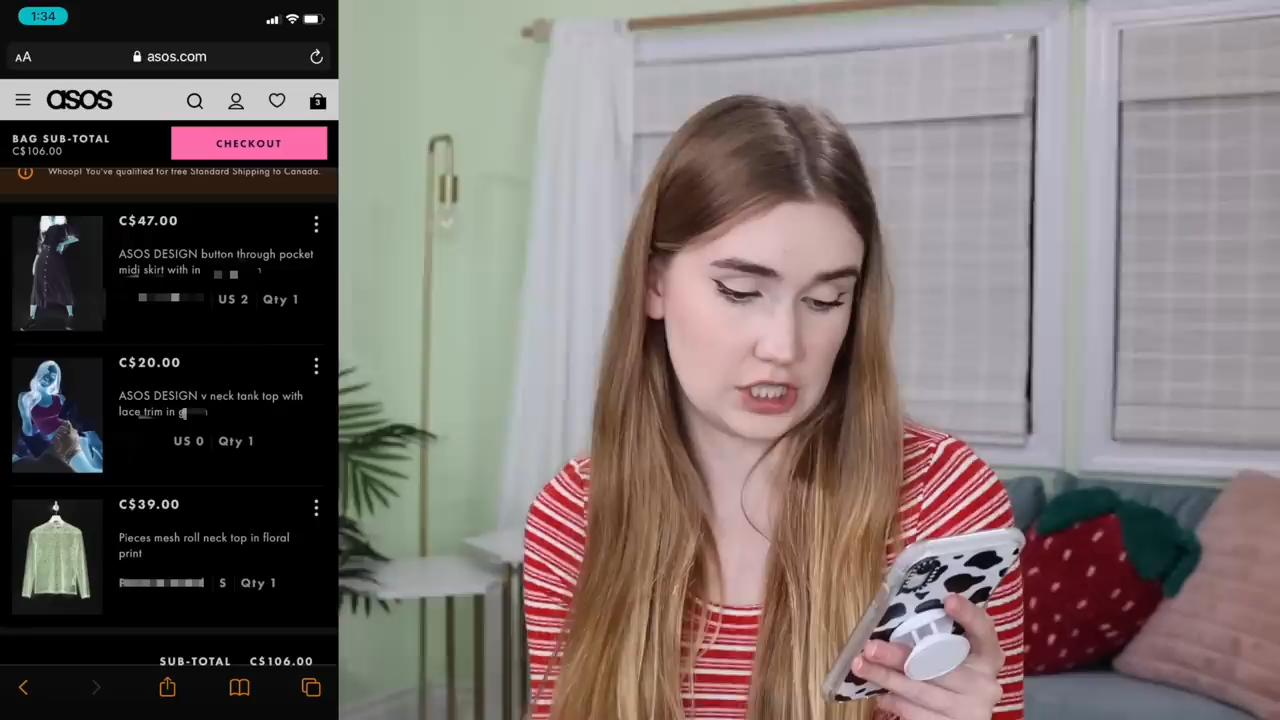 1:34
AA asos.com
asos 3
BAG SUB-TOTAL
C$106.00
CHECKOUT
Whoop! You've qualified for free Standard Shipping to Canada.
C$47.00
ASOS DESIGN button through pocket
midi skirt with in
US 2 Qty 1
C$20.00
ASOS DESIGN v neck tank top with
lace trim in
US 0 Qty 1
C$39.00
Pieces mesh roll neck top in floral
print
S Qty 1
SUB-TOTAL C$106.00